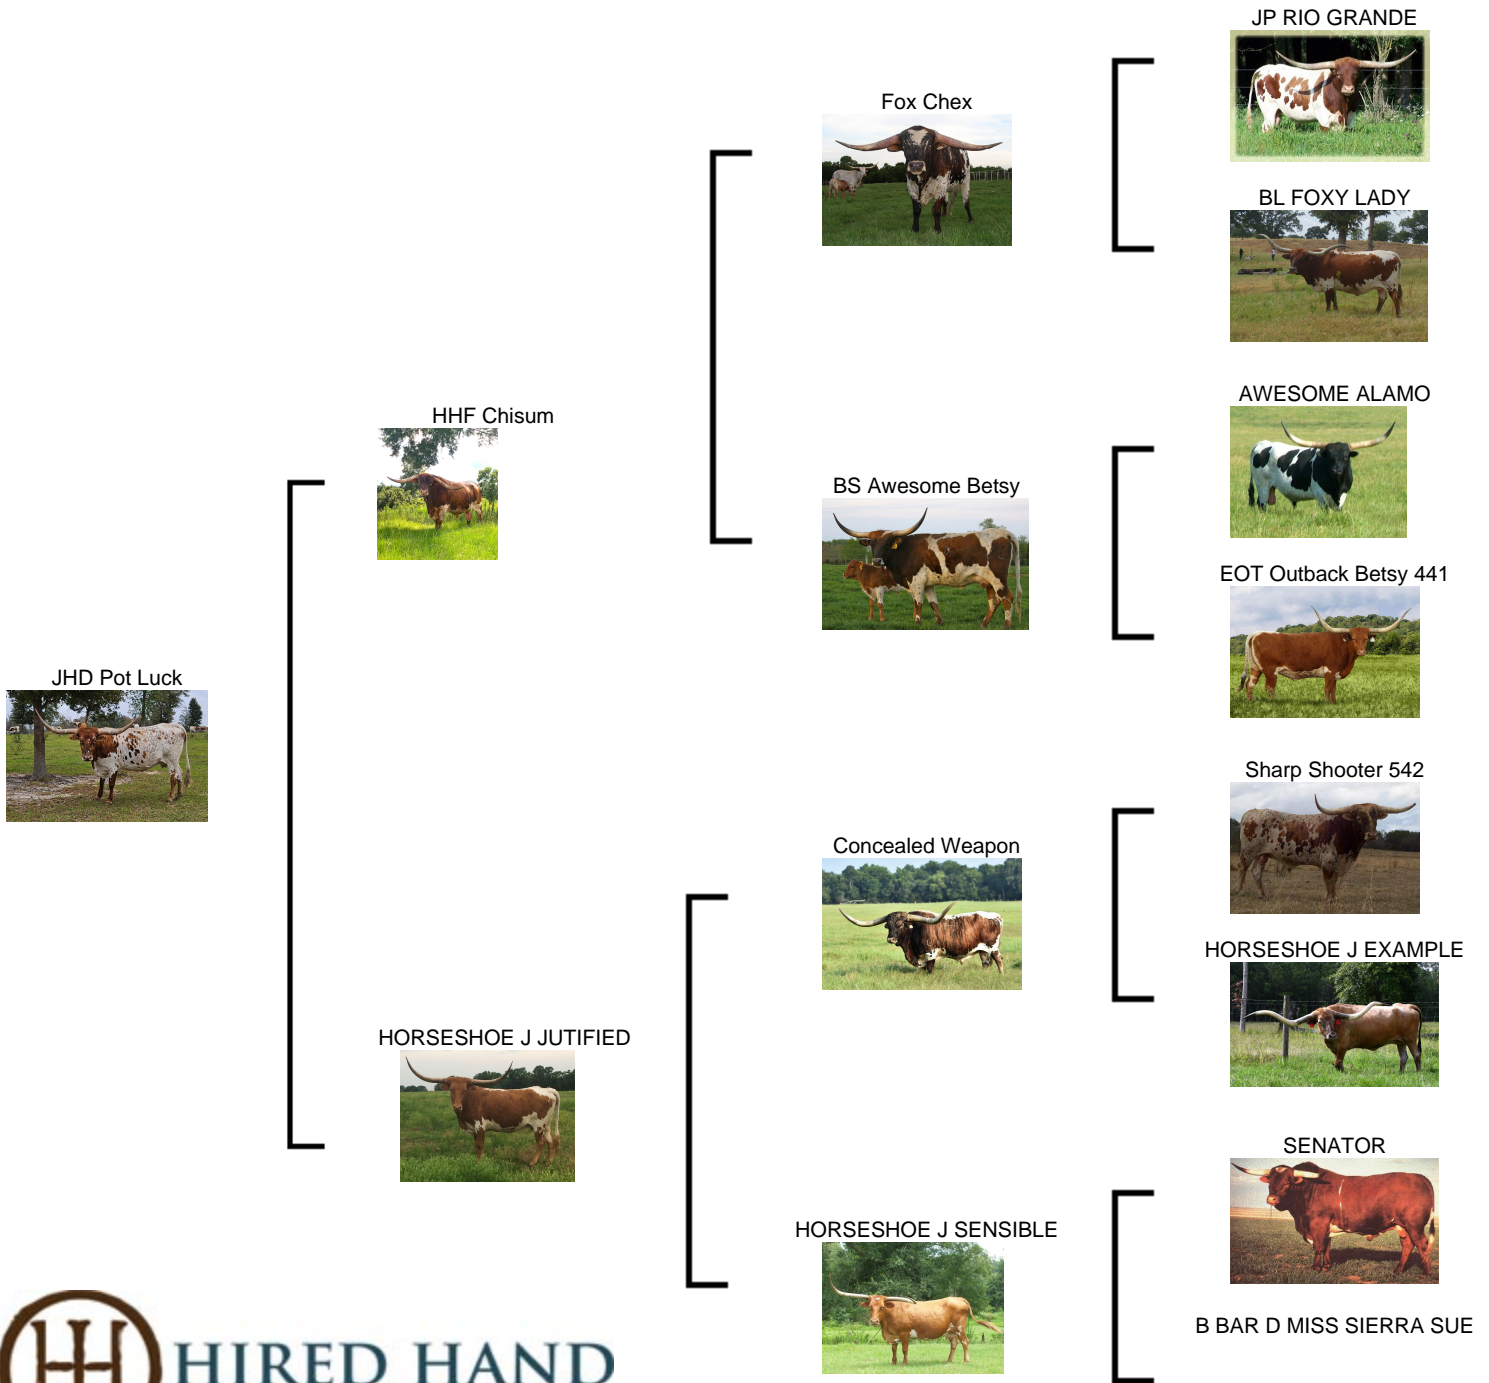 JP RIO GRANDE
Fox Chex
BL FOXY LADY
AWESOME ALAMO
HHF Chisum
BS Awesome Betsy
EOT Outback Betsy 441
JHD Pot Luck
Sharp Shooter 542
Concealed Weapon
HORSESHOE J EXAMPLE
HORSESHOE J JUTIFIED
SENATOR
HORSESHOE J SENSIBLE
B BAR D MISS SIERRA SUE
HIRED HAND